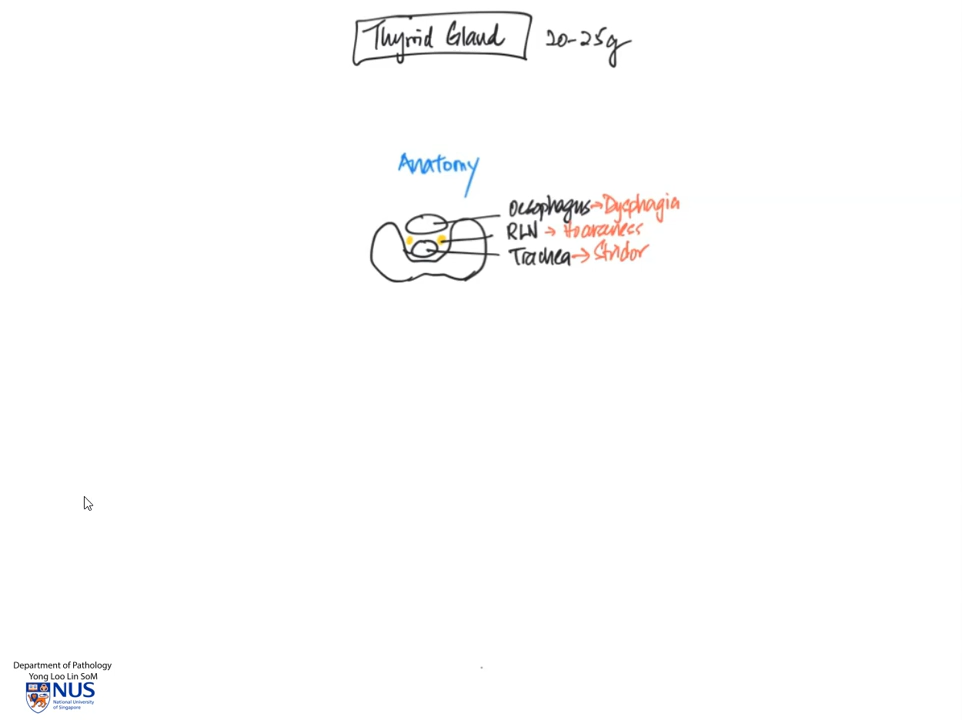 Thyroid Gland 20-25g
Anatomy
Oesophagus → Dysphagia
RLN → Hoarseness
Trachea → Stridor
Department of Pathology
Yong Loo Lin SoM
NUS
National University
of Singapore